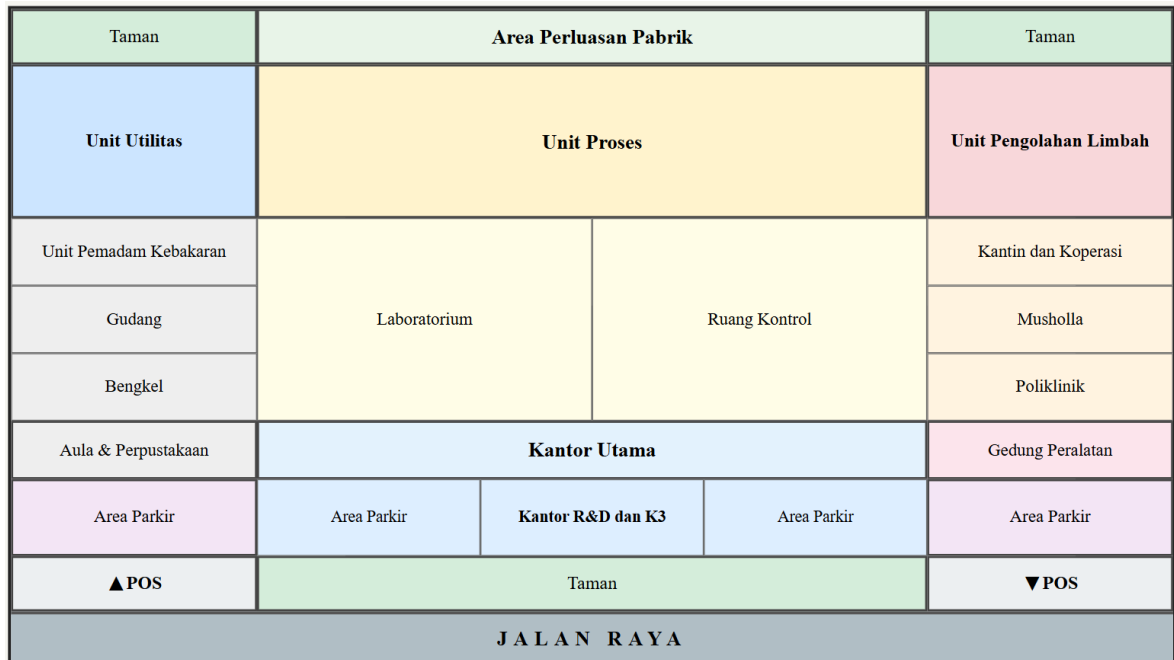 Taman
Area Perluasan Pabrik
Taman
Unit Utilitas
Unit Proses
Unit Pengolahan Limbah
Unit Pemadam Kebakaran
Gudang
Bengkel
Laboratorium
Ruang Kontrol
Kantin dan Koperasi
Musholla
Poliklinik
Aula & Perpustakaan
Kantor Utama
Gedung Peralatan
Area Parkir
Area Parkir
Kantor R&D dan K3
Area Parkir
Area Parkir
▲ POS
Taman
▼ POS
JALAN RAYA